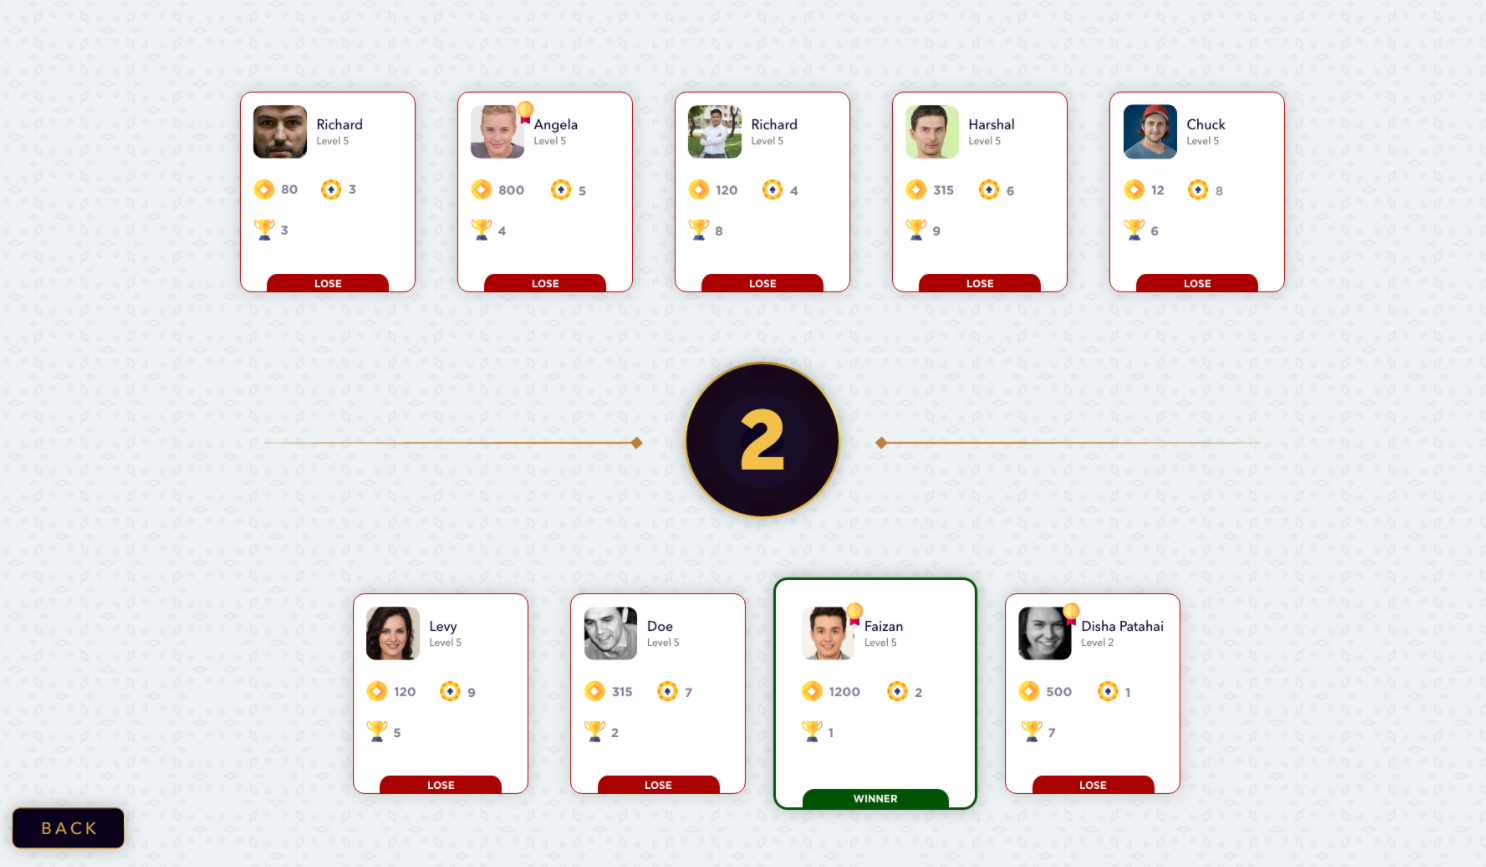 Richard
Level 5
80 3
3
LOSE
Angela
Level 5
800 5
4
LOSE
Richard
Level 5
120 4
8
LOSE
Harshal
Level 5
315 6
9
LOSE
Chuck
Level 5
12 8
6
LOSE
2
Levy
Level 5
120 9
5
LOSE
Doe
Level 5
315 7
2
LOSE
Faizan
Level 5
1200 2
1
WINNER
Disha Patahai
Level 2
500 1
7
LOSE
BACK